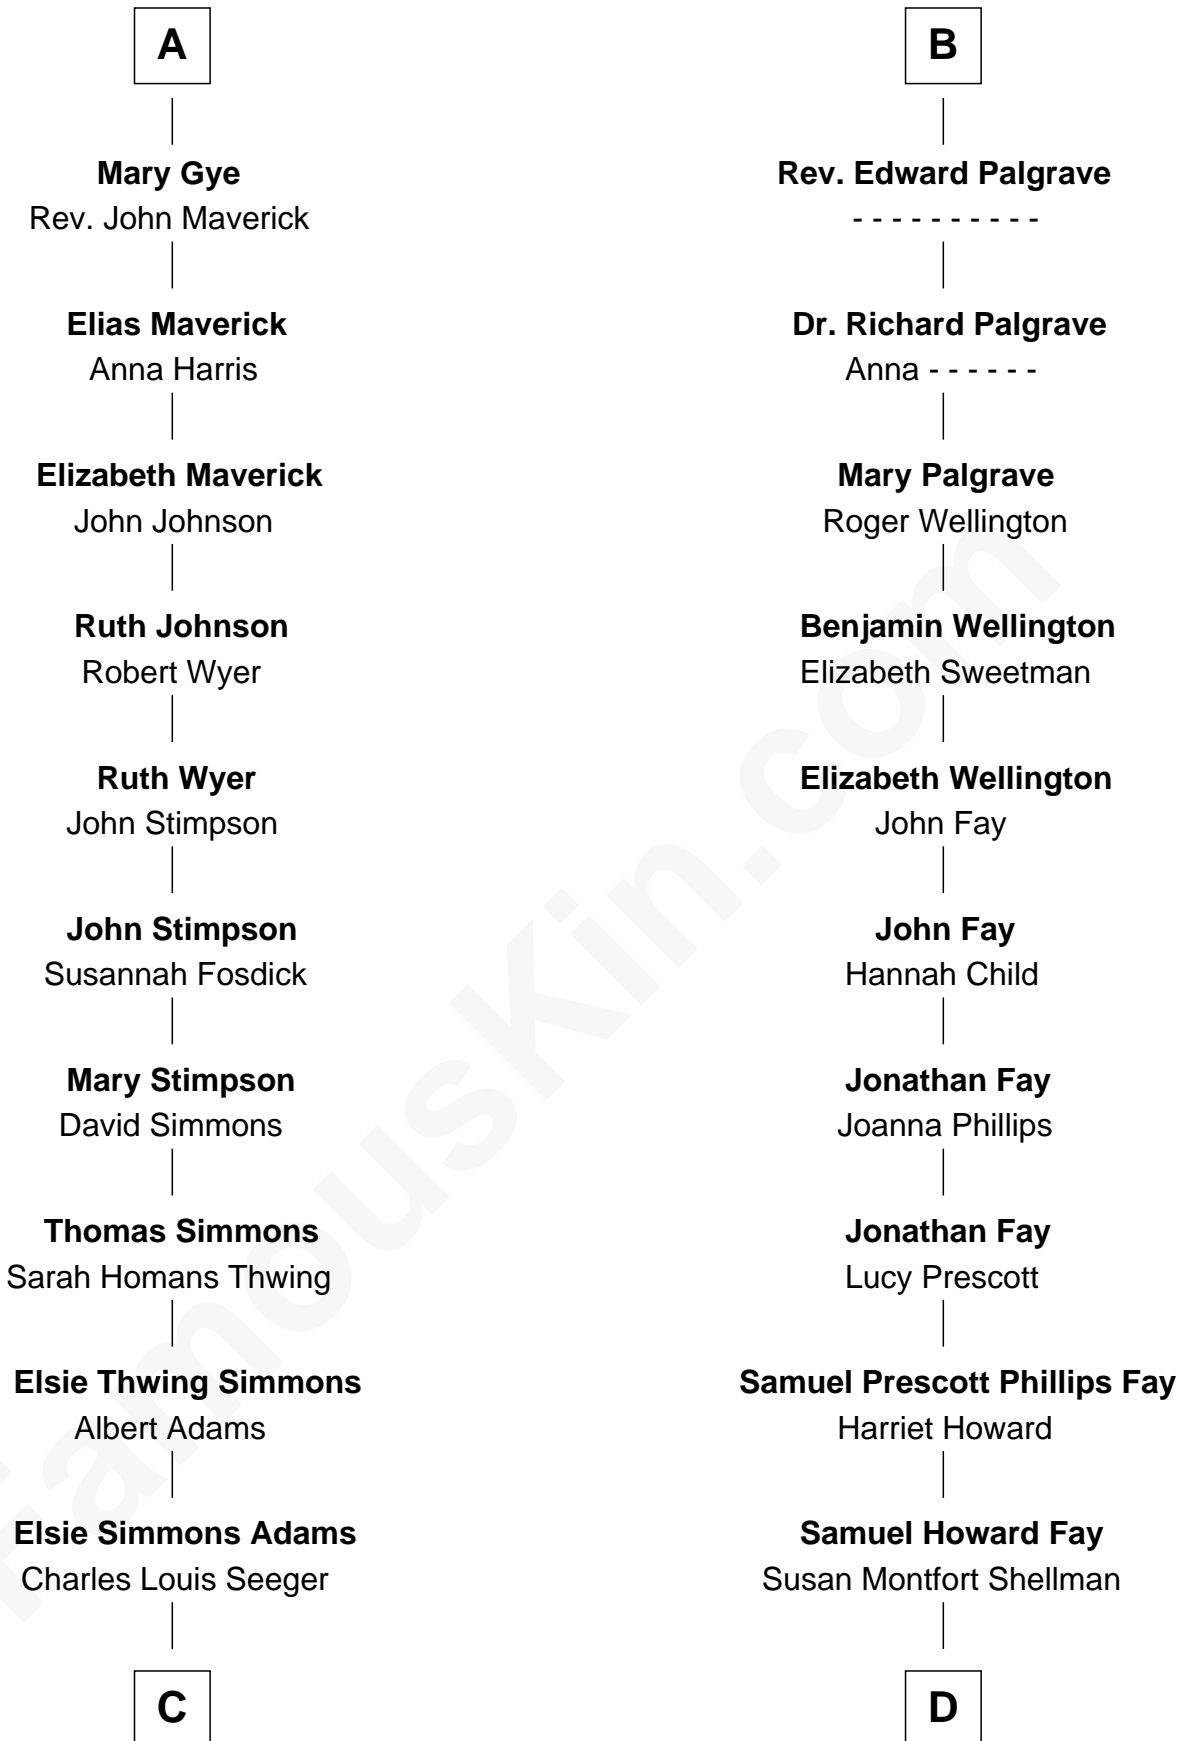 A
Mary Gye
Rev. John Maverick
Elias Maverick
Anna Harris
Elizabeth Maverick
John Johnson
Ruth Johnson
Robert Wyer
Ruth Wyer
John Stimpson
John Stimpson
Susannah Fosdick
Mary Stimpson
David Simmons
Thomas Simmons
Sarah Homans Thwing
Elsie Thwing Simmons
Albert Adams
Elsie Simmons Adams
Charles Louis Seeger
C
B
Rev. Edward Palgrave
- - - - - - - - - -
Dr. Richard Palgrave
Anna - - - - - -
Mary Palgrave
Roger Wellington
Benjamin Wellington
Elizabeth Sweetman
Elizabeth Wellington
John Fay
John Fay
Hannah Child
Jonathan Fay
Joanna Phillips
Jonathan Fay
Lucy Prescott
Samuel Prescott Phillips Fay
Harriet Howard
Samuel Howard Fay
Susan Montfort Shellman
D
FamousKin.com